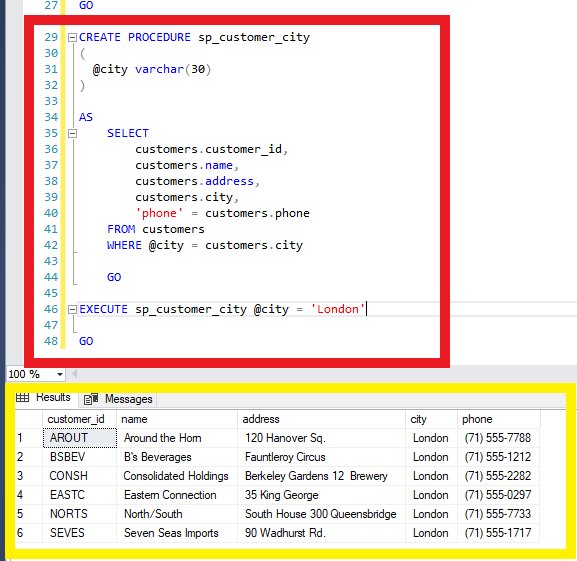 27 GO
29 CREATE PROCEDURE sp_customer_city
30 (
31 @city varchar(30)
32 )
33
34 AS
35 SELECT
36 customers.customer_id,
37 customers.name,
38 customers.address,
39 customers.city,
40 'phone' = customers.phone
41 FROM customers
42 WHERE @city = customers.city
43
44 GO
45
46 EXECUTE sp_customer_city @city = 'London'
47
48 GO
100 %
Results Messages
customer_id name address city phone
1 AROUT Around the Horn 120 Hanover Sq. London (71) 555-7788
2 BSBEV B's Beverages Fauntleroy Circus London (71) 555-1212
3 CONSH Consolidated Holdings Berkeley Gardens 12 Brewery London (71) 555-2282
4 EASTC Eastern Connection 35 King George London (71) 555-0297
5 NORTS North/South South House 300 Queensbridge London (71) 555-7733
6 SEVES Seven Seas Imports 90 Wadhurst Rd. London (71) 555-1717